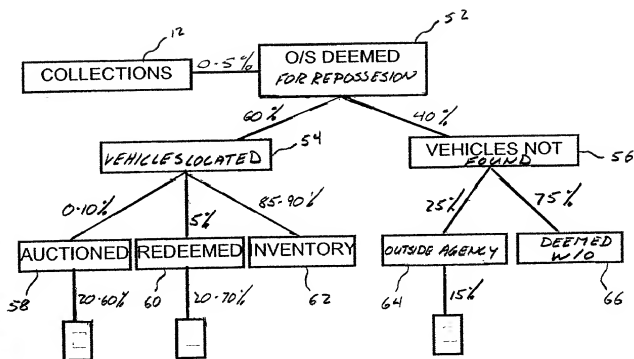 12
52
COLLECTIONS
0-5%
O/S DEEMED
FOR REPOSSESION
60%
40%
VEHICLES LOCATED
54
VEHICLES NOT
FOUND
56
0-10%
5%
85-90%
25%
75%
AUCTIONED
REDEEMED
INVENTORY
OUTSIDE AGENCY
DEEMED
W/O
58
20-60%
60
20-70%
62
64
15%
66